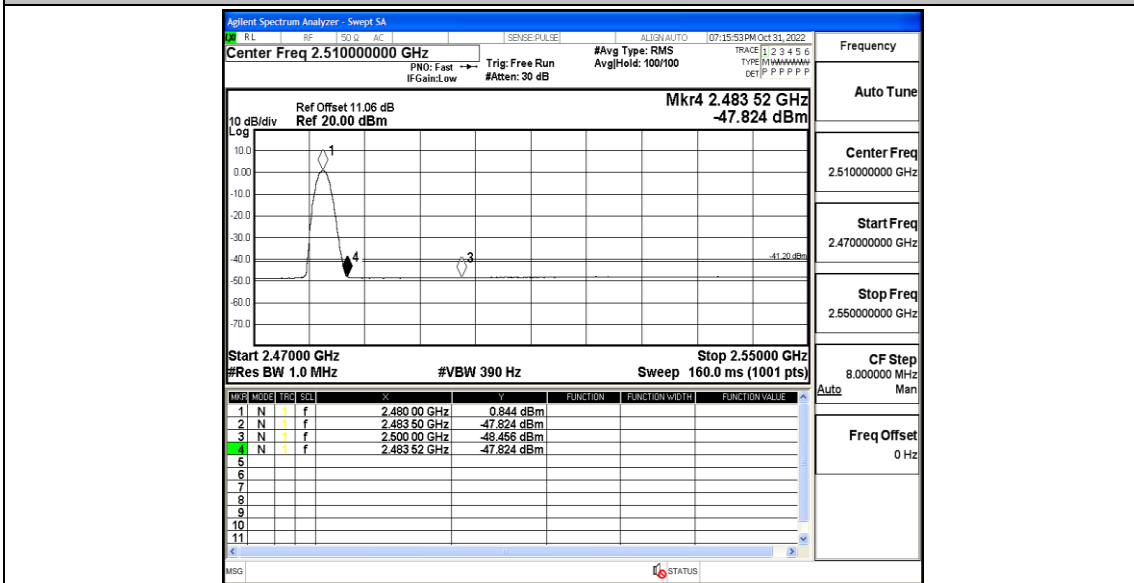 Agilent Spectrum Analyzer - Swept SA
RL RF 50 Ω AC SENSE:PULSE ALIGN AUTO 07:15:53 PM Oct 31, 2022
Center Freq 2.510000000 GHz
PNO: Fast
IFGain:Low
Trig: Free Run
#Atten: 30 dB
#Avg Type: RMS
Avg|Hold: 100/100
TRACE 1 2 3 4 5 6
TYPE M
DET P P P P P P
Mkr4 2.483 52 GHz
-47.824 dBm
Ref Offset 11.06 dB
10 dB/div Ref 20.00 dBm
Log
10.0
0.00
-10.0
-20.0
-30.0
-40.0
-50.0
-60.0
-70.0
1
4
3
-41.20 dBm
Start 2.47000 GHz Stop 2.55000 GHz
#Res BW 1.0 MHz #VBW 390 Hz Sweep 160.0 ms (1001 pts)
MKR MODE TRC SCL X Y FUNCTION FUNCTION WIDTH FUNCTION VALUE
1 N 1 f 2.480 00 GHz 0.844 dBm
2 N 1 f 2.483 50 GHz -47.824 dBm
3 N 1 f 2.500 00 GHz -48.456 dBm
4 N 1 f 2.483 52 GHz -47.824 dBm
5
6
7
8
9
10
11
MSG STATUS
Frequency
Auto Tune
Center Freq
2.510000000 GHz
Start Freq
2.470000000 GHz
Stop Freq
2.550000000 GHz
CF Step
8.000000 MHz
Auto Man
Freq Offset
0 Hz